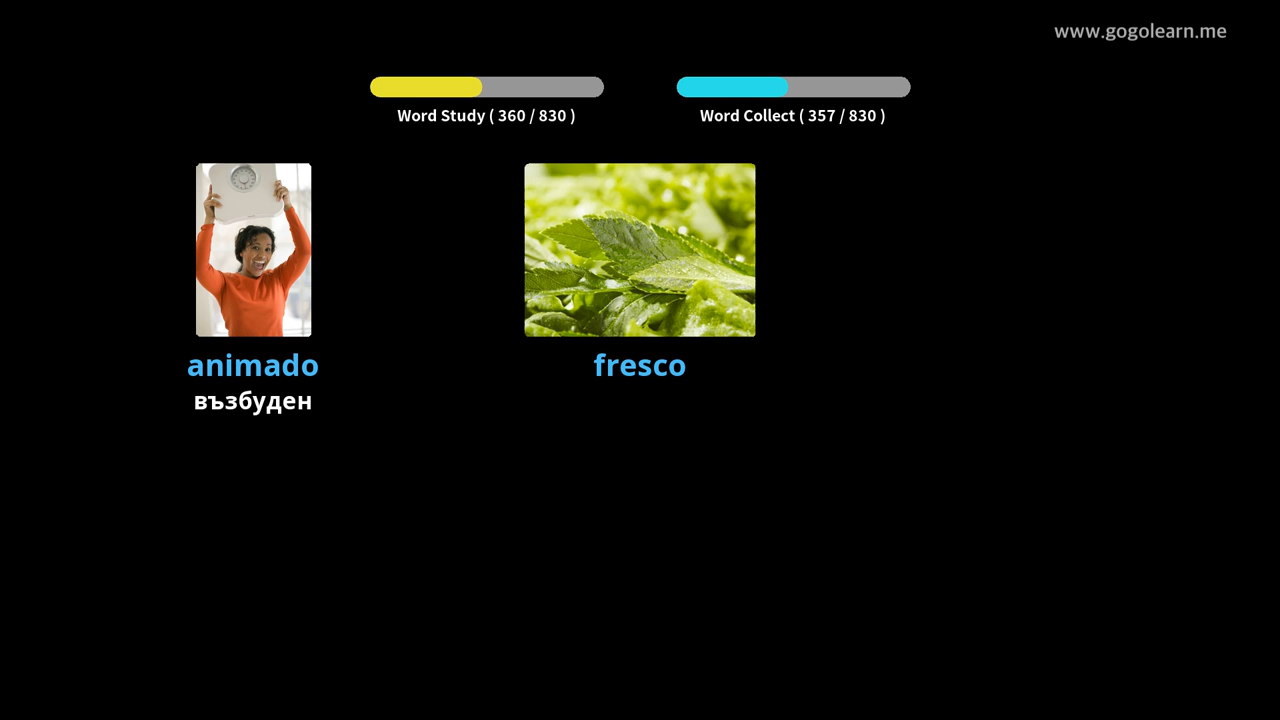 www.gogolearn.me
Word Study ( 360 / 830 )
Word Collect ( 357 / 830 )
animado
fresco
възбуден